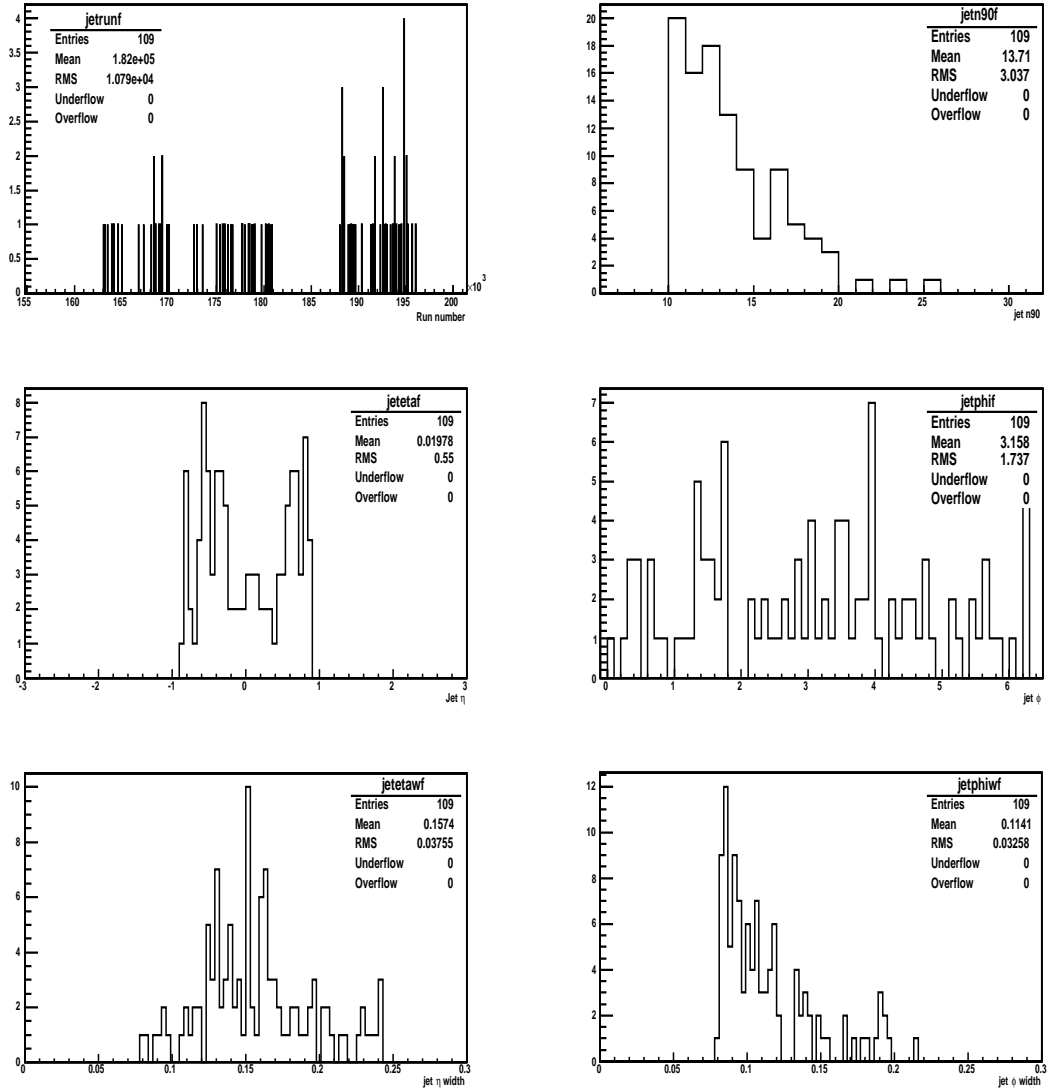 jetrunf
Entries 109
Mean 1.82e+05
RMS 1.079e+04
Underflow 0
Overflow 0
4
3.5
3
2.5
2
1.5
1
0.5
0
155 160 165 170 175 180 185 190 195 200
×10³
Run number
jetn90f
Entries 109
Mean 13.71
RMS 3.037
Underflow 0
Overflow 0
20
18
16
14
12
10
8
6
4
2
0
10 15 20 25 30
jet n90
jetetaf
Entries 109
Mean 0.01978
RMS 0.55
Underflow 0
Overflow 0
8
7
6
5
4
3
2
1
0
-3 -2 -1 0 1 2 3
Jet η
jetphif
Entries 109
Mean 3.158
RMS 1.737
Underflow 0
Overflow 0
7
6
5
4
3
2
1
0
0 1 2 3 4 5 6
jet ϕ
jetetawf
Entries 109
Mean 0.1574
RMS 0.03755
Underflow 0
Overflow 0
10
8
6
4
2
0
0 0.05 0.1 0.15 0.2 0.25 0.3
jet η width
jetphiwf
Entries 109
Mean 0.1141
RMS 0.03258
Underflow 0
Overflow 0
12
10
8
6
4
2
0
0 0.05 0.1 0.15 0.2 0.25 0.3
jet ϕ width